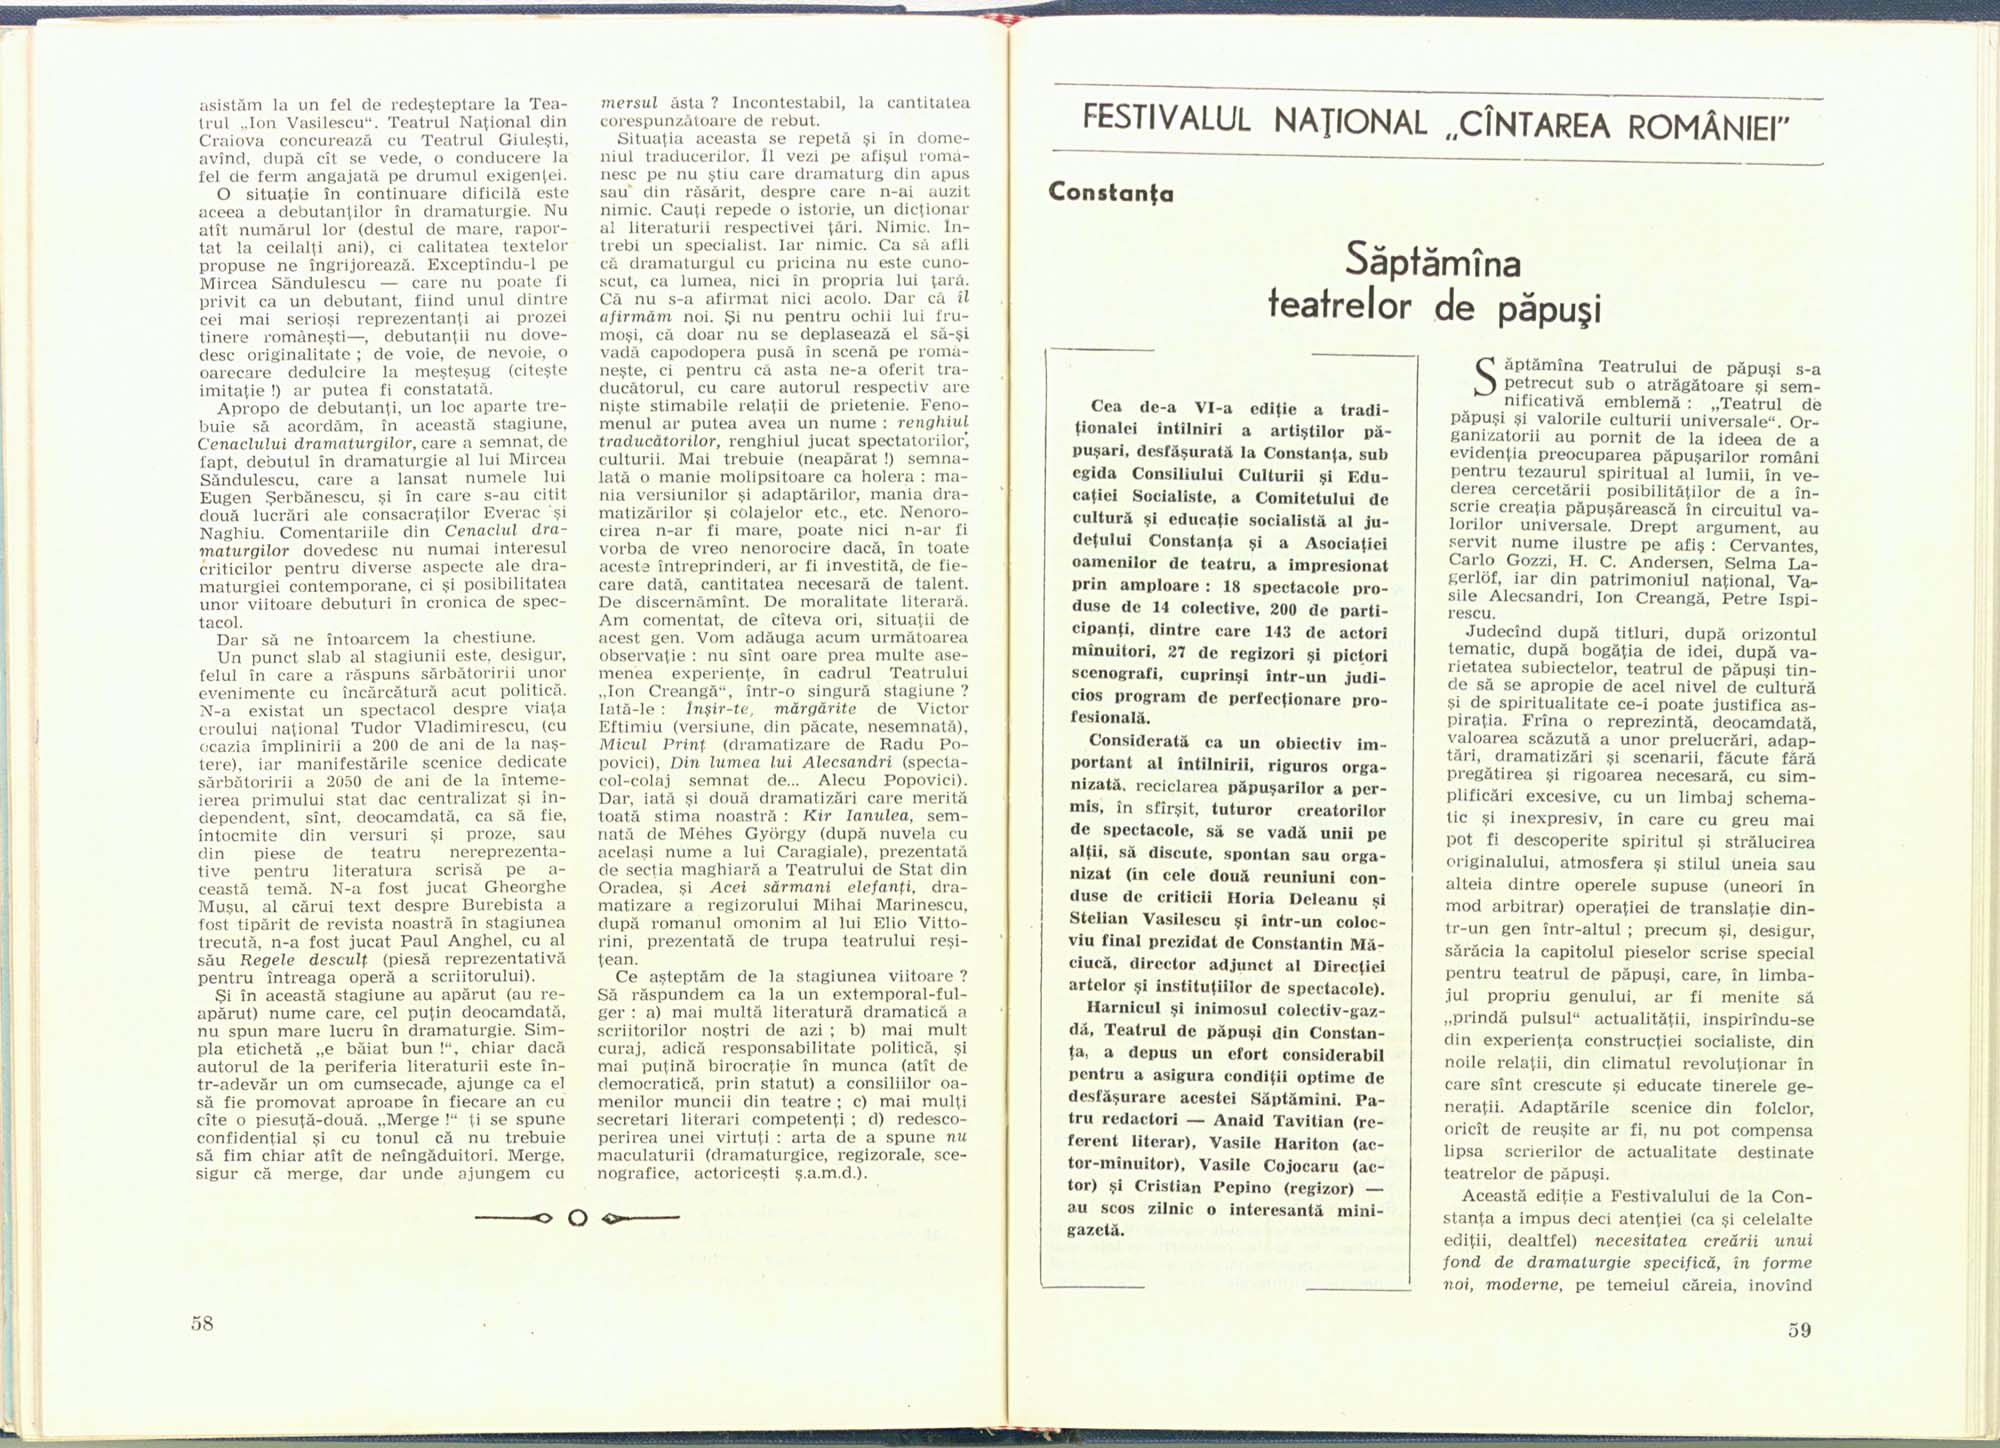 asistăm la un fel de redeşteptare la Tea-
trul „Ion Vasilescu“. Teatrul Naţional din
Craiova concurează cu Teatrul Giuleşti,
avînd, după cît se vede, o conducere la
fel de ferm angajată pe drumul exigenţei.
O situaţie în continuare dificilă este
aceea a debutanţilor în dramaturgie. Nu
atît numărul lor (destul de mare, rapor-
tat la ceilalţi ani), ci calitatea textelor
propuse ne îngrijorează. Exceptîndu-l pe
Mircea Săndulescu — care nu poate fi
privit ca un debutant, fiind unul dintre
cei mai serioşi reprezentanţi ai prozei
tinere româneşti—, debutanţii nu dove-
desc originalitate ; de voie, de nevoie, o
oarecare dedulcire la meşteşug (citeşte
imitaţie !) ar putea fi constatată.
Apropo de debutanţi, un loc aparte tre-
buie să acordăm, în această stagiune,
Cenaclului dramaturgilor, care a semnat, de
fapt, debutul în dramaturgie al lui Mircea
Săndulescu, care a lansat numele lui
Eugen Şerbănescu, şi în care s-au citit
două lucrări ale consacraţilor Everac şi
Naghiu. Comentariile din Cenaclul dra-
maturgilor dovedesc nu numai interesul
criticilor pentru diverse aspecte ale dra-
maturgiei contemporane, ci şi posibilitatea
unor viitoare debuturi în cronica de spec-
tacol.
Dar să ne întoarcem la chestiune.
Un punct slab al stagiunii este, desigur,
felul în care a răspuns sărbătoririi unor
evenimente cu încărcătură acut politică.
N-a existat un spectacol despre viaţa
eroului naţional Tudor Vladimirescu, (cu
ocazia împlinirii a 200 de ani de la naş-
tere), iar manifestările scenice dedicate
sărbătoririi a 2050 de ani de la înteme-
ierea primului stat dac centralizat şi in-
dependent, sînt, deocamdată, ca să fie,
întocmite din versuri şi proze, sau
din piese de teatru nereprezenta-
tive pentru literatura scrisă pe a-
ceastă temă. N-a fost jucat Gheorghe
Muşu, al cărui text despre Burebista a
fost tipărit de revista noastră în stagiunea
trecută, n-a fost jucat Paul Anghel, cu al
său Regele desculţ (piesă reprezentativă
pentru întreaga operă a scriitorului).
Şi în această stagiune au apărut (au re-
apărut) nume care, cel puţin deocamdată,
nu spun mare lucru în dramaturgie. Sim-
pla etichetă „e băiat bun !“, chiar dacă
autorul de la periferia literaturii este în-
tr-adevăr un om cumsecade, ajunge ca el
să fie promovat aproape în fiecare an cu
cîte o piesuţă-două. „Merge !“ ţi se spune
confidenţial şi cu tonul că nu trebuie
să fim chiar atît de neîngăduitori. Merge,
sigur că merge, dar unde ajungem cu
mersul ăsta ? Incontestabil, la cantitatea
corespunzătoare de rebut.
Situaţia aceasta se repetă şi în dome-
niul traducerilor. Îl vezi pe afişul româ-
nesc pe nu ştiu care dramaturg din apus
sau din răsărit, despre care n-ai auzit
nimic. Cauţi repede o istorie, un dicţionar
al literaturii respectivei ţări. Nimic. În-
trebi un specialist. Iar nimic. Ca să afli
că dramaturgul cu pricina nu este cuno-
scut, ca lumea, nici în propria lui ţară.
Că nu s-a afirmat nici acolo. Dar că îl
afirmăm noi. Şi nu pentru ochii lui fru-
moşi, că doar nu se deplasează el să-şi
vadă capodopera pusă în scenă pe româ-
neşte, ci pentru că asta ne-a oferit tra-
ducătorul, cu care autorul respectiv are
nişte stimabile relaţii de prietenie. Feno-
menul ar putea avea un nume : renghiul
traducătorilor, renghiul jucat spectatorilor,
culturii. Mai trebuie (neapărat !) semna-
lată o manie molipsitoare ca holera : ma-
nia versiunilor şi adaptărilor, mania dra-
matizărilor şi colajelor etc., etc. Nenoro-
cirea n-ar fi mare, poate nici n-ar fi
vorba de vreo nenorocire dacă, în toate
aceste întreprinderi, ar fi investită, de fie-
care dată, cantitatea necesară de talent.
De discernămînt. De moralitate literară.
Am comentat, de cîteva ori, situaţii de
acest gen. Vom adăuga acum următoarea
observaţie : nu sînt oare prea multe ase-
menea experienţe, în cadrul Teatrului
„Ion Creangă“, într-o singură stagiune ?
Iată-le : Înşir-te, mărgărite de Victor
Eftimiu (versiune, din păcate, nesemnată),
Micul Prinţ (dramatizare de Radu Po-
povici), Din lumea lui Alecsandri (specta-
col-colaj semnat de... Alecu Popovici).
Dar, iată şi două dramatizări care merită
toată stima noastră : Kir Ianulea, sem-
nată de Méhes György (după nuvela cu
acelaşi nume a lui Caragiale), prezentată
de secţia maghiară a Teatrului de Stat din
Oradea, şi Acei sărmani elefanţi, dra-
matizare a regizorului Mihai Marinescu,
după romanul omonim al lui Elio Vitto-
rini, prezentată de trupa teatrului reşi-
ţean.
Ce aşteptăm de la stagiunea viitoare ?
Să răspundem ca la un extemporal-ful-
ger : a) mai multă literatură dramatică a
scriitorilor noştri de azi ; b) mai mult
curaj, adică responsabilitate politică, şi
mai puţină birocraţie în munca (atît de
democratică, prin statut) a consiliilor oa-
menilor muncii din teatre ; c) mai mulţi
secretari literari competenţi ; d) redesco-
perirea unei virtuţi : arta de a spune nu
maculaturii (dramaturgice, regizorale, sce-
nografice, actoriceşti ş.a.m.d.).
58
FESTIVALUL NAŢIONAL „CÎNTAREA ROMÂNIEI”
Constanţa
Săptămîna
teatrelor de păpuşi
Cea de-a VI-a ediţie a tradi-
ţionalei întîlniri a artiştilor pă-
puşari, desfăşurată la Constanţa, sub
egida Consiliului Culturii şi Edu-
caţiei Socialiste, a Comitetului de
cultură şi educaţie socialistă al ju-
deţului Constanţa şi a Asociaţiei
oamenilor de teatru, a impresionat
prin amploare : 18 spectacole pro-
duse de 14 colective, 200 de parti-
cipanţi, dintre care 143 de actori
mînuitori, 27 de regizori şi pictori
scenografi, cuprinşi într-un judi-
cios program de perfecţionare pro-
fesională.
Considerată ca un obiectiv im-
portant al întîlnirii, riguros orga-
nizată, reciclarea păpuşarilor a per-
mis, în sfîrşit, tuturor creatorilor
de spectacole, să se vadă unii pe
alţii, să discute, spontan sau orga-
nizat (în cele două reuniuni con-
duse de criticii Horia Deleanu şi
Stelian Vasilescu şi într-un coloc-
viu final prezidat de Constantin Mă-
ciucă, director adjunct al Direcţiei
artelor şi instituţiilor de spectacole).
Harnicul şi inimosul colectiv-gaz-
dă, Teatrul de păpuşi din Constan-
ţa, a depus un efort considerabil
pentru a asigura condiţii optime de
desfăşurare acestei Săptămîni. Pa-
tru redactori — Anaid Tavitian (re-
ferent literar), Vasile Hariton (ac-
tor-mînuitor), Vasile Cojocaru (ac-
tor) şi Cristian Pepino (regizor) —
au scos zilnic o interesantă mini-
gazetă.
Săptămîna Teatrului de păpuşi s-a
petrecut sub o atrăgătoare şi sem-
nificativă emblemă : „Teatrul de
păpuşi şi valorile culturii universale“. Or-
ganizatorii au pornit de la ideea de a
evidenţia preocuparea păpuşarilor români
pentru tezaurul spiritual al lumii, în ve-
derea cercetării posibilităţilor de a în-
scrie creaţia păpuşărească în circuitul va-
lorilor universale. Drept argument, au
servit nume ilustre pe afiş : Cervantes,
Carlo Gozzi, H. C. Andersen, Selma La-
gerlöf, iar din patrimoniul naţional, Va-
sile Alecsandri, Ion Creangă, Petre Ispi-
rescu.
Judecînd după titluri, după orizontul
tematic, după bogăţia de idei, după va-
rietatea subiectelor, teatrul de păpuşi tin-
de să se apropie de acel nivel de cultură
şi de spiritualitate ce-i poate justifica as-
piraţia. Frîna o reprezintă, deocamdată,
valoarea scăzută a unor prelucrări, adap-
tări, dramatizări şi scenarii, făcute fără
pregătirea şi rigoarea necesară, cu sim-
plificări excesive, cu un limbaj schema-
tic şi inexpresiv, în care cu greu mai
pot fi descoperite spiritul şi strălucirea
originalului, atmosfera şi stilul uneia sau
alteia dintre operele supuse (uneori în
mod arbitrar) operaţiei de translaţie din-
tr-un gen într-altul ; precum şi, desigur,
sărăcia la capitolul pieselor scrise special
pentru teatrul de păpuşi, care, în limba-
jul propriu genului, ar fi menite să
„prindă pulsul“ actualităţii, inspirîndu-se
din experienţa construcţiei socialiste, din
noile relaţii, din climatul revoluţionar în
care sînt crescute şi educate tinerele ge-
neraţii. Adaptările scenice din folclor,
oricît de reuşite ar fi, nu pot compensa
lipsa scrierilor de actualitate destinate
teatrelor de păpuşi.
Această ediţie a Festivalului de la Con-
stanţa a impus deci atenţiei (ca şi celelalte
ediţii, dealtfel) necesitatea creării unui
fond de dramaturgie specifică, în forme
noi, moderne, pe temeiul căreia, inovînd
59